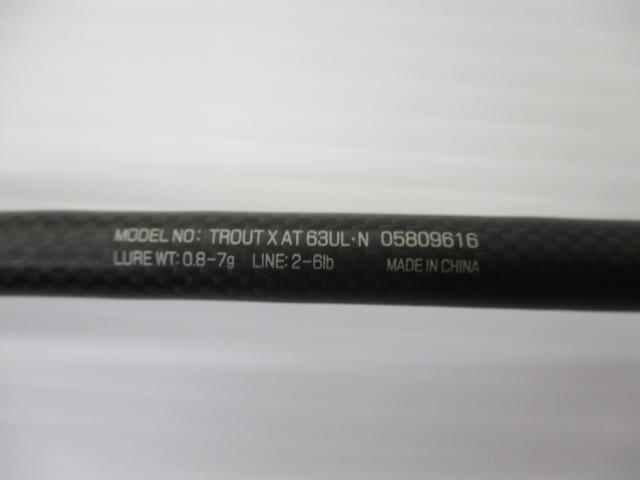 MODEL NO: TROUT X AT 63UL·N 05809616
LURE WT: 0.8-7g LINE: 2-6lb MADE IN CHINA